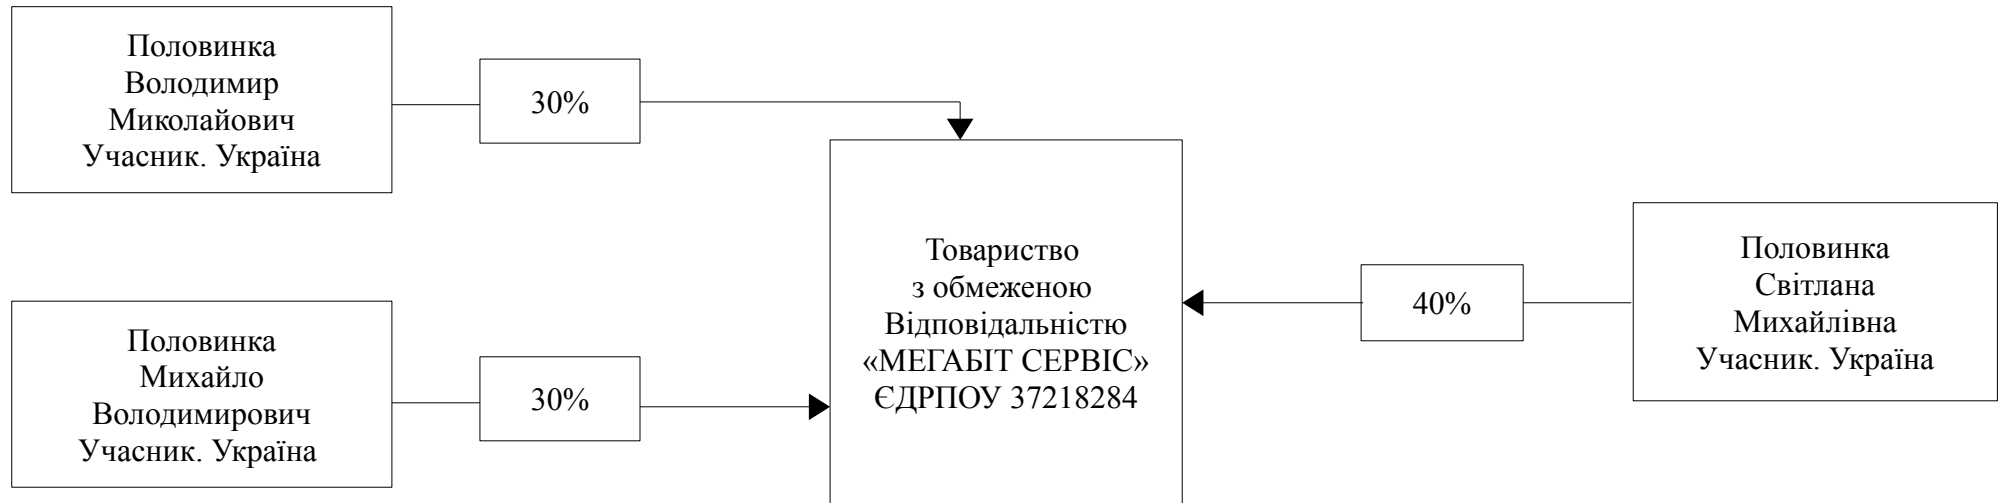 Половинка
Володимир
Миколайович
Учасник. Україна
30%
Половинка
Михайло
Володимирович
Учасник. Україна
30%
Товариство
з обмеженою
Відповідальністю
«МЕГАБІТ СЕРВІС»
ЄДРПОУ 37218284
40%
Половинка
Світлана
Михайлівна
Учасник. Україна